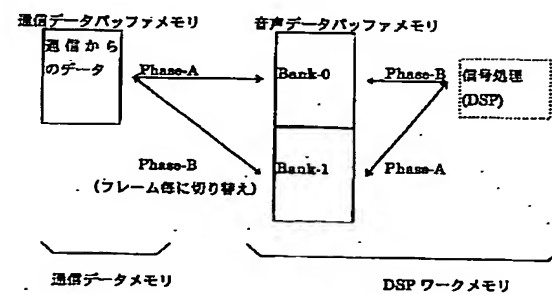 通信データバッファメモリ
音声データバッファメモリ
通信から
のデータ
Phase-A
Bank-0
Phase-B
信号処理
(DSP)
Phase-B
(フレーム毎に切り替え)
Bank-1
Phase-A
通信データメモリ
DSP ワークメモリ